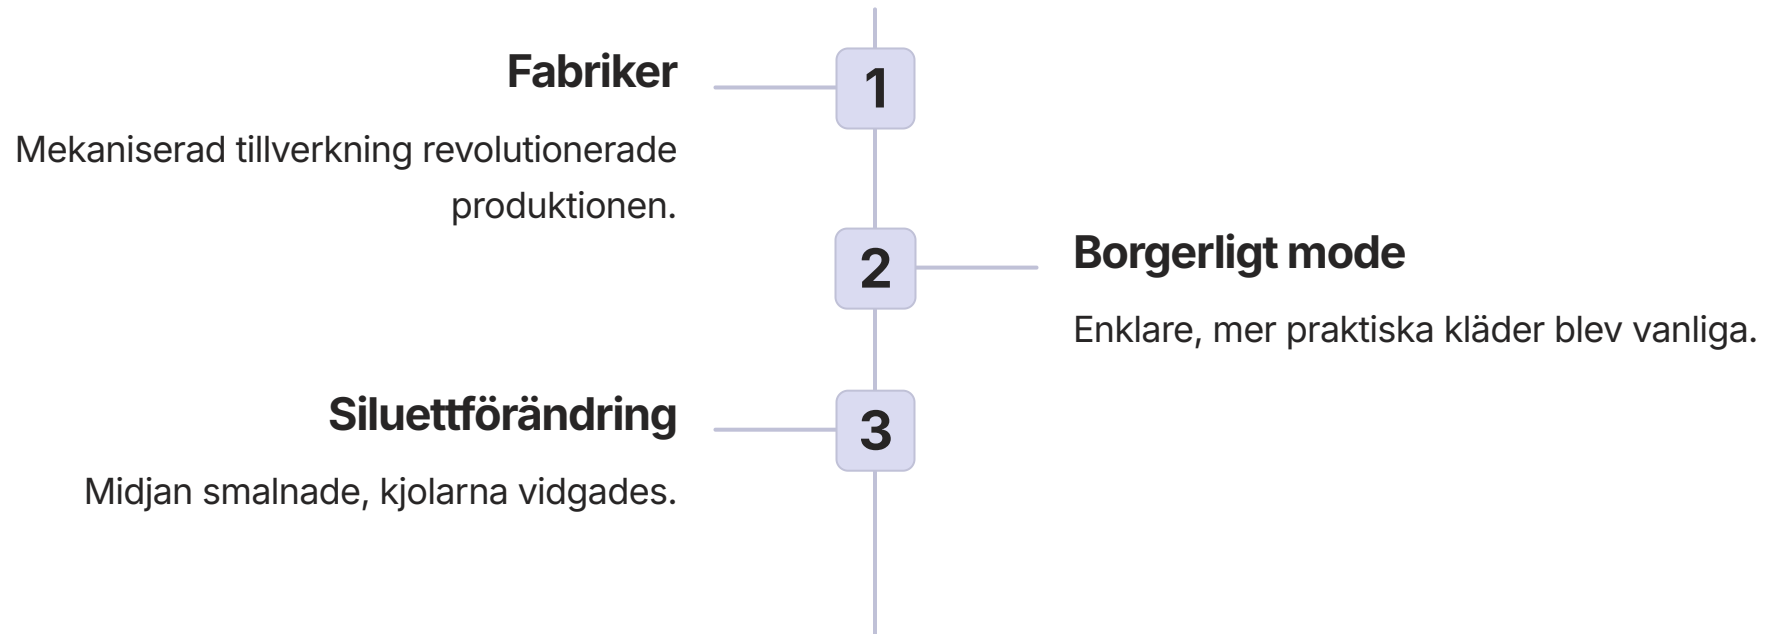 Fabriker
1
Mekaniserad tillverkning revolutionerade
produktionen.
2
Borgerligt mode
Enklare, mer praktiska kläder blev vanliga.
Siluettförändring
3
Midjan smalnade, kjolarna vidgades.